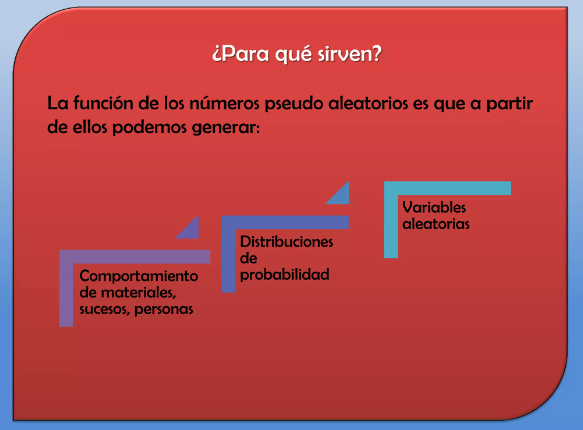 ¿Para qué sirven?
La función de los números pseudo aleatorios es que a partir
de ellos podemos generar:
Comportamiento
de materiales,
sucesos, personas
Distribuciones
de
probabilidad
Variables
aleatorias